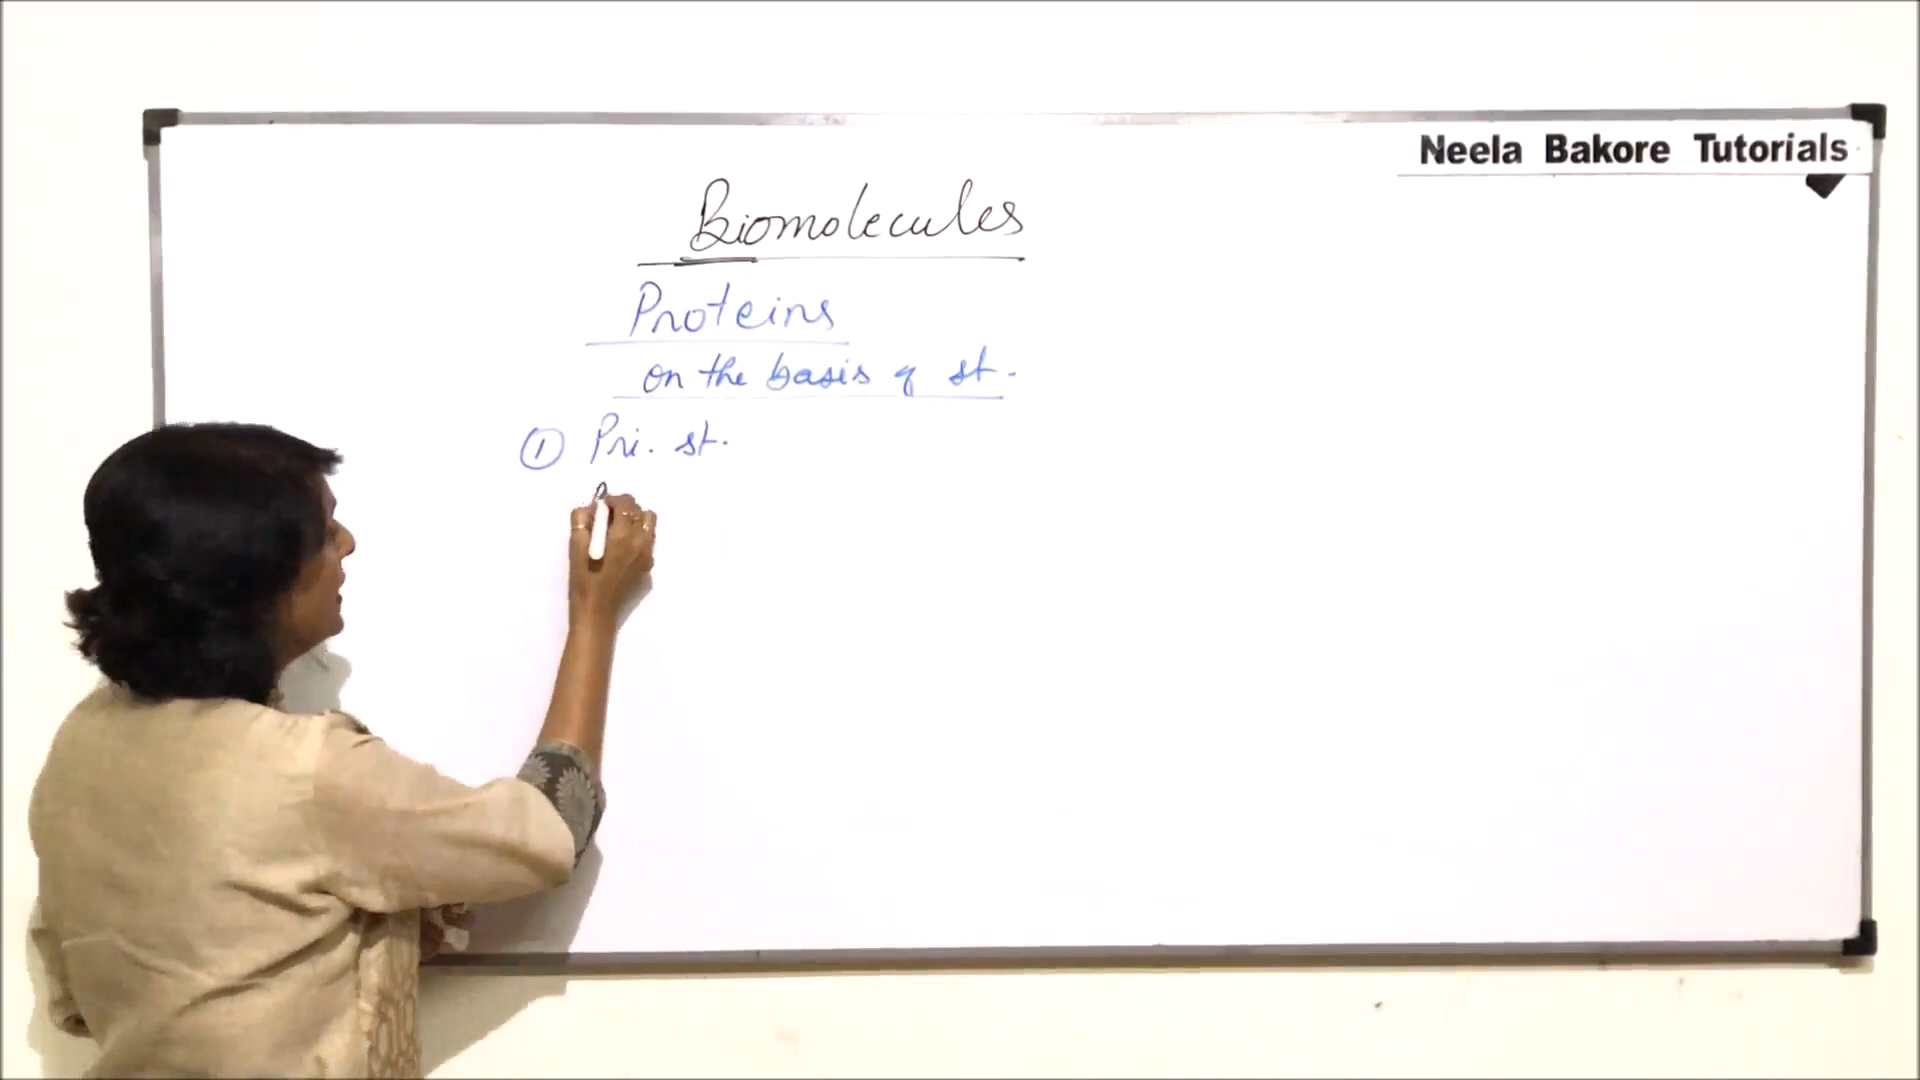 Neela Bakore Tutorials
Biomolecules
Proteins
on the basis of st.
① Pri. st.